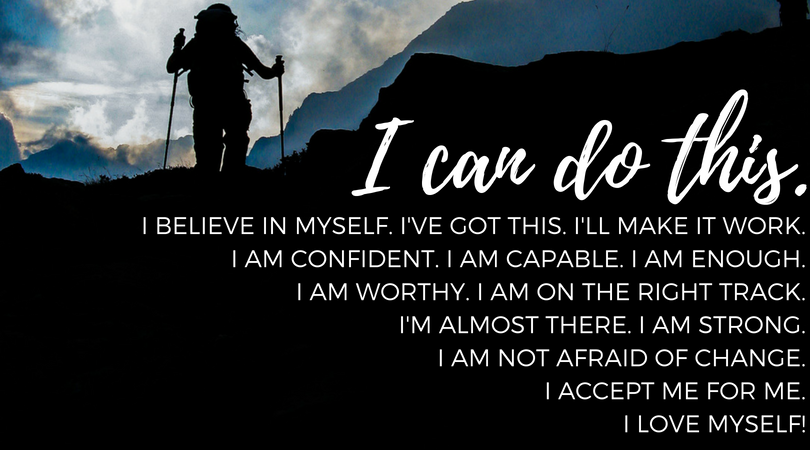 I can do this.
I BELIEVE IN MYSELF. I'VE GOT THIS. I'LL MAKE IT WORK.
I AM CONFIDENT. I AM CAPABLE. I AM ENOUGH.
I AM WORTHY. I AM ON THE RIGHT TRACK.
I'M ALMOST THERE. I AM STRONG.
I AM NOT AFRAID OF CHANGE.
I ACCEPT ME FOR ME.
I LOVE MYSELF!